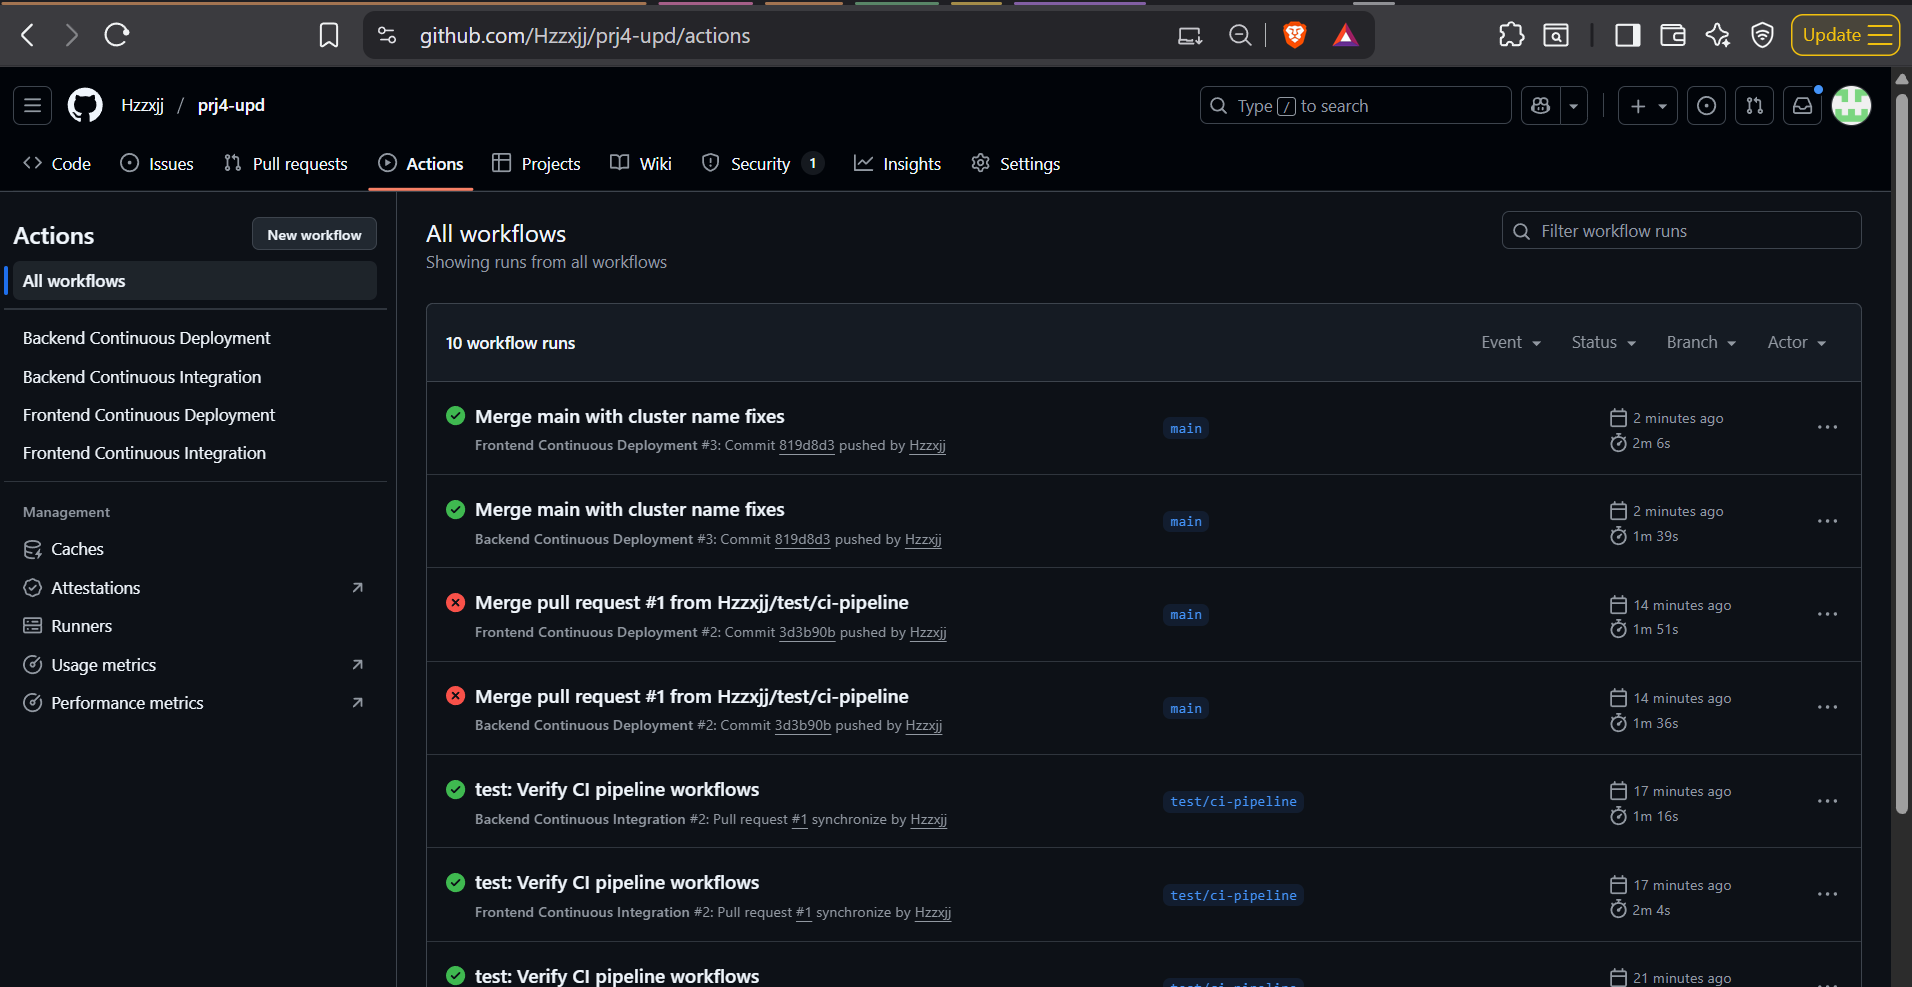 github.com/Hzzxjj/prj4-upd/actions
Update
Hzzxjj / prj4-upd
Type / to search
Code
Issues
Pull requests
Actions
Projects
Wiki
Security 1
Insights
Settings
Actions
New workflow
All workflows
Backend Continuous Deployment
Backend Continuous Integration
Frontend Continuous Deployment
Frontend Continuous Integration
Management
Caches
Attestations
Runners
Usage metrics
Performance metrics
All workflows
Showing runs from all workflows
Filter workflow runs
10 workflow runs
Event
Status
Branch
Actor
Merge main with cluster name fixes
Frontend Continuous Deployment #3: Commit 819d8d3 pushed by Hzzxjj
main
2 minutes ago
2m 6s
Merge main with cluster name fixes
Backend Continuous Deployment #3: Commit 819d8d3 pushed by Hzzxjj
main
2 minutes ago
1m 39s
Merge pull request #1 from Hzzxjj/test/ci-pipeline
Frontend Continuous Deployment #2: Commit 3d3b90b pushed by Hzzxjj
main
14 minutes ago
1m 51s
Merge pull request #1 from Hzzxjj/test/ci-pipeline
Backend Continuous Deployment #2: Commit 3d3b90b pushed by Hzzxjj
main
14 minutes ago
1m 36s
test: Verify CI pipeline workflows
Backend Continuous Integration #2: Pull request #1 synchronize by Hzzxjj
test/ci-pipeline
17 minutes ago
1m 16s
test: Verify CI pipeline workflows
Frontend Continuous Integration #2: Pull request #1 synchronize by Hzzxjj
test/ci-pipeline
17 minutes ago
2m 4s
test: Verify CI pipeline workflows
21 minutes ago